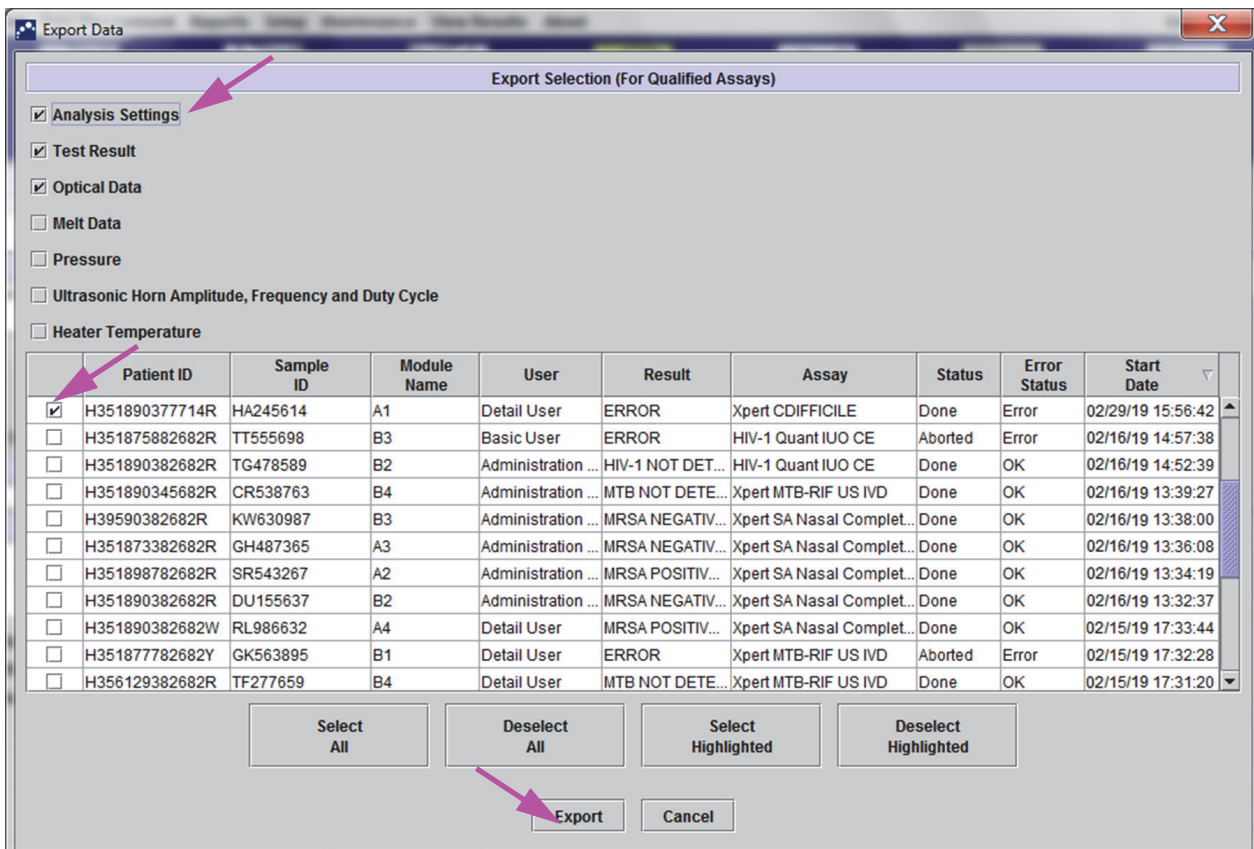 Export Data
Export Selection (For Qualified Assays)
Analysis Settings
Test Result
Optical Data
Melt Data
Pressure
Ultrasonic Horn Amplitude, Frequency and Duty Cycle
Heater Temperature
Patient ID Sample ID Module Name User Result Assay Status Error Status Start Date
H351890377714R HA245614 A1 Detail User ERROR Xpert CDIFFICILE Done Error 02/29/19 15:56:42
H351875882682R TT555698 B3 Basic User ERROR HIV-1 Quant IUO CE Aborted Error 02/16/19 14:57:38
H351890382682R TG478589 B2 Administration ... HIV-1 NOT DET... HIV-1 Quant IUO CE Done OK 02/16/19 14:52:39
H351890345682R CR538763 B4 Administration ... MTB NOT DETE... Xpert MTB-RIF US IVD Done OK 02/16/19 13:39:27
H39590382682R KW630987 B3 Administration ... MRSA NEGATIV... Xpert SA Nasal Complet... Done OK 02/16/19 13:38:00
H351873382682R GH487365 A3 Administration ... MRSA NEGATIV... Xpert SA Nasal Complet... Done OK 02/16/19 13:36:08
H351898782682R SR543267 A2 Administration ... MRSA POSITIV... Xpert SA Nasal Complet... Done OK 02/16/19 13:34:19
H351890382682R DU155637 B2 Administration ... MRSA NEGATIV... Xpert SA Nasal Complet... Done OK 02/16/19 13:32:37
H351890382682W RL986632 A4 Detail User MRSA POSITIV... Xpert SA Nasal Complet... Done OK 02/15/19 17:33:44
H351877782682Y GK563895 B1 Detail User ERROR Xpert MTB-RIF US IVD Aborted Error 02/15/19 17:32:28
H356129382682R TF277659 B4 Detail User MTB NOT DETE... Xpert MTB-RIF US IVD Done OK 02/15/19 17:31:20
Select All Deselect All Select Highlighted Deselect Highlighted
Export Cancel